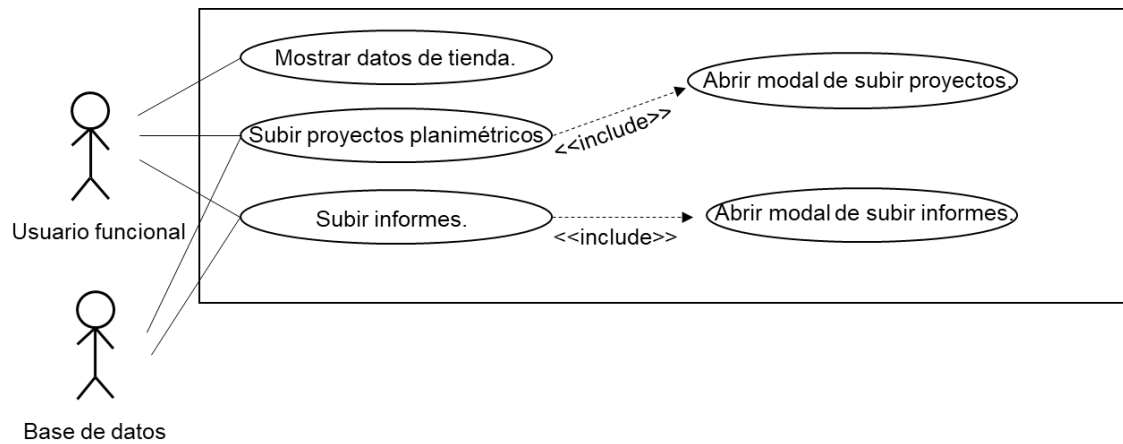 Mostrar datos de tienda.
Abrir modal de subir proyectos.
Subir proyectos planimétricos
<<include>>
Usuario funcional
Subir informes.
Abrir modal de subir informes.
<<include>>
Base de datos